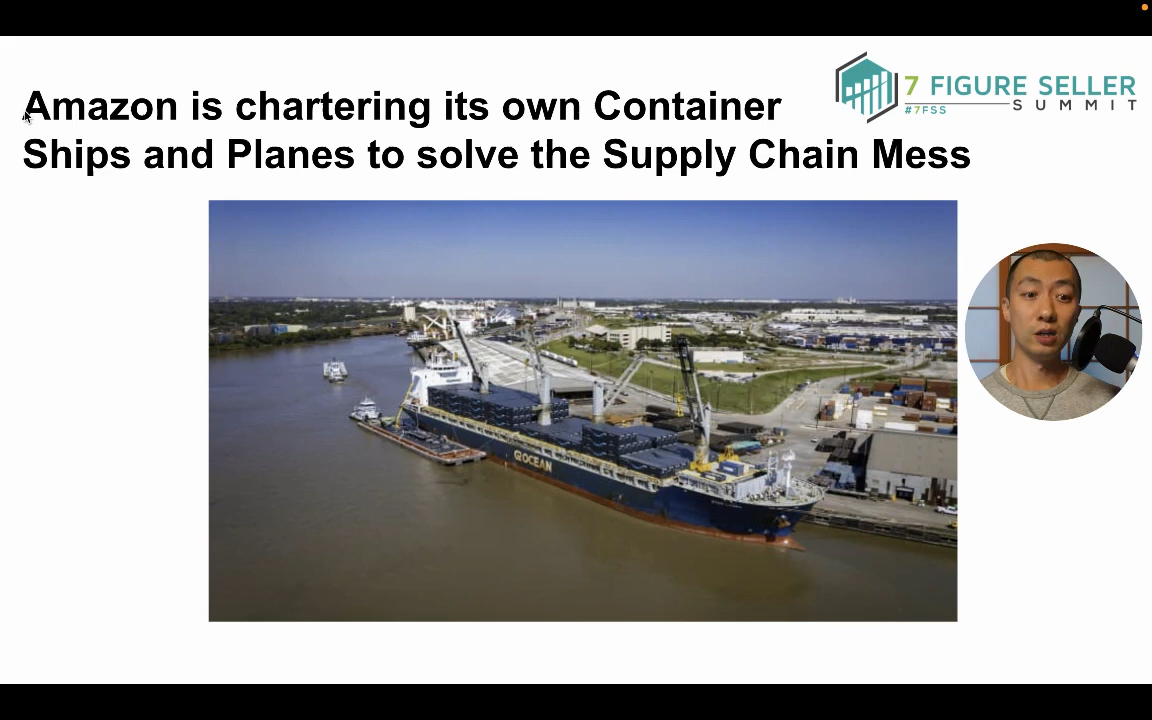 Amazon is chartering its own Container
Ships and Planes to solve the Supply Chain Mess
7 FIGURE SELLER
#7FSS SUMMIT
OCEAN